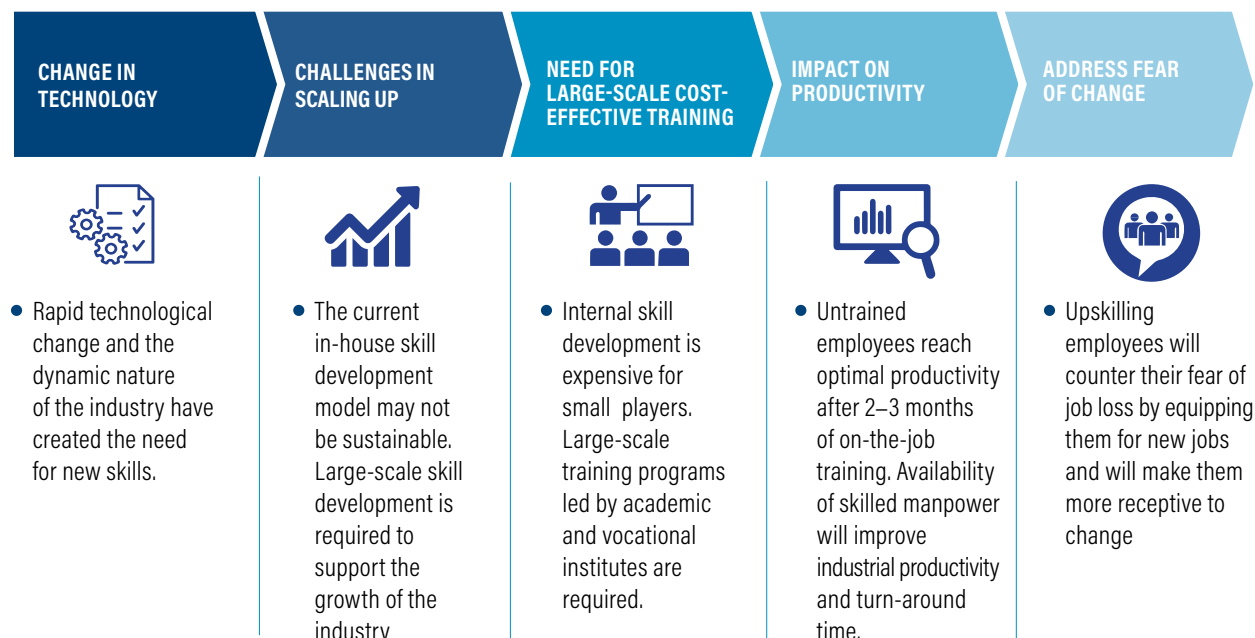 CHANGE IN
TECHNOLOGY
CHALLENGES IN
SCALING UP
NEED FOR
LARGE-SCALE COST-
EFFECTIVE TRAINING
IMPACT ON
PRODUCTIVITY
ADDRESS FEAR
OF CHANGE
• Rapid technological
change and the
dynamic nature
of the industry have
created the need
for new skills.
• The current
in-house skill
development
model may not
be sustainable.
Large-scale skill
development is
required to
support the
growth of the
industry
• Internal skill
development is
expensive for
small players.
Large-scale
training programs
led by academic
and vocational
institutes are
required.
• Untrained
employees reach
optimal productivity
after 2–3 months
of on-the-job
training. Availability
of skilled manpower
will improve
industrial productivity
and turn-around
time.
• Upskilling
employees will
counter their fear of
job loss by equipping
them for new jobs
and will make them
more receptive to
change